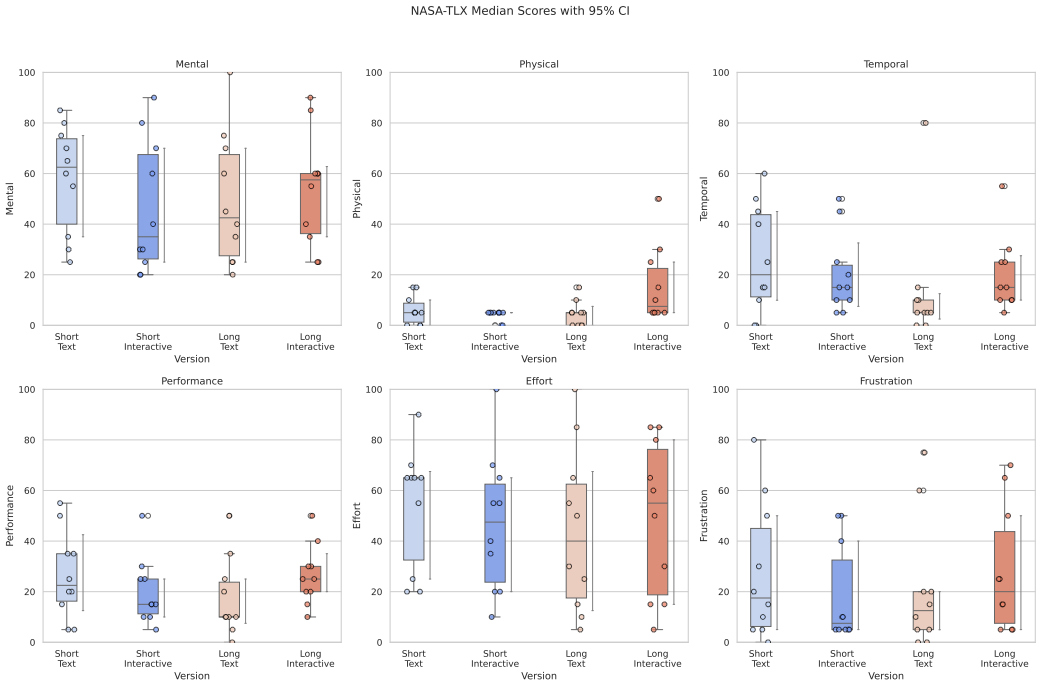 NASA-TLX Median Scores with 95% CI
Mental
Physical
Temporal
100
80
60
40
20
0
Mental
Short
Text
Short
Interactive
Long
Text
Long
Interactive
Version
100
80
60
40
20
0
Physical
Short
Text
Short
Interactive
Long
Text
Long
Interactive
Version
100
80
60
40
20
0
Temporal
Short
Text
Short
Interactive
Long
Text
Long
Interactive
Version
Performance
Effort
Frustration
100
80
60
40
20
0
Performance
Short
Text
Short
Interactive
Long
Text
Long
Interactive
Version
100
80
60
40
20
0
Effort
Short
Text
Short
Interactive
Long
Text
Long
Interactive
Version
100
80
60
40
20
0
Frustration
Short
Text
Short
Interactive
Long
Text
Long
Interactive
Version